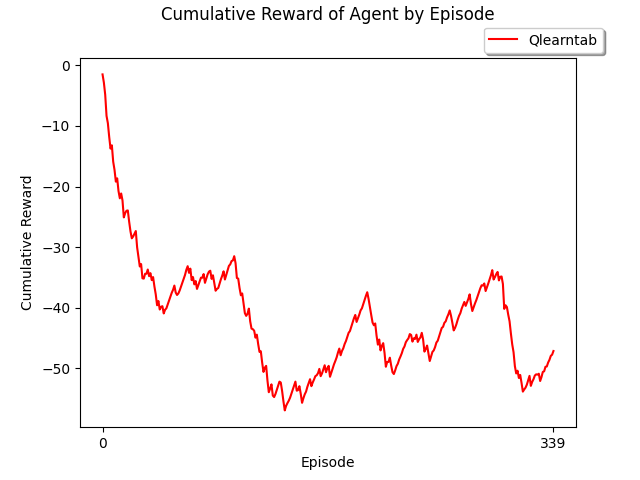 Cumulative Reward of Agent by Episode
Qlearntab
0
−10
−20
−30
−40
−50
Cumulative Reward
0
339
Episode